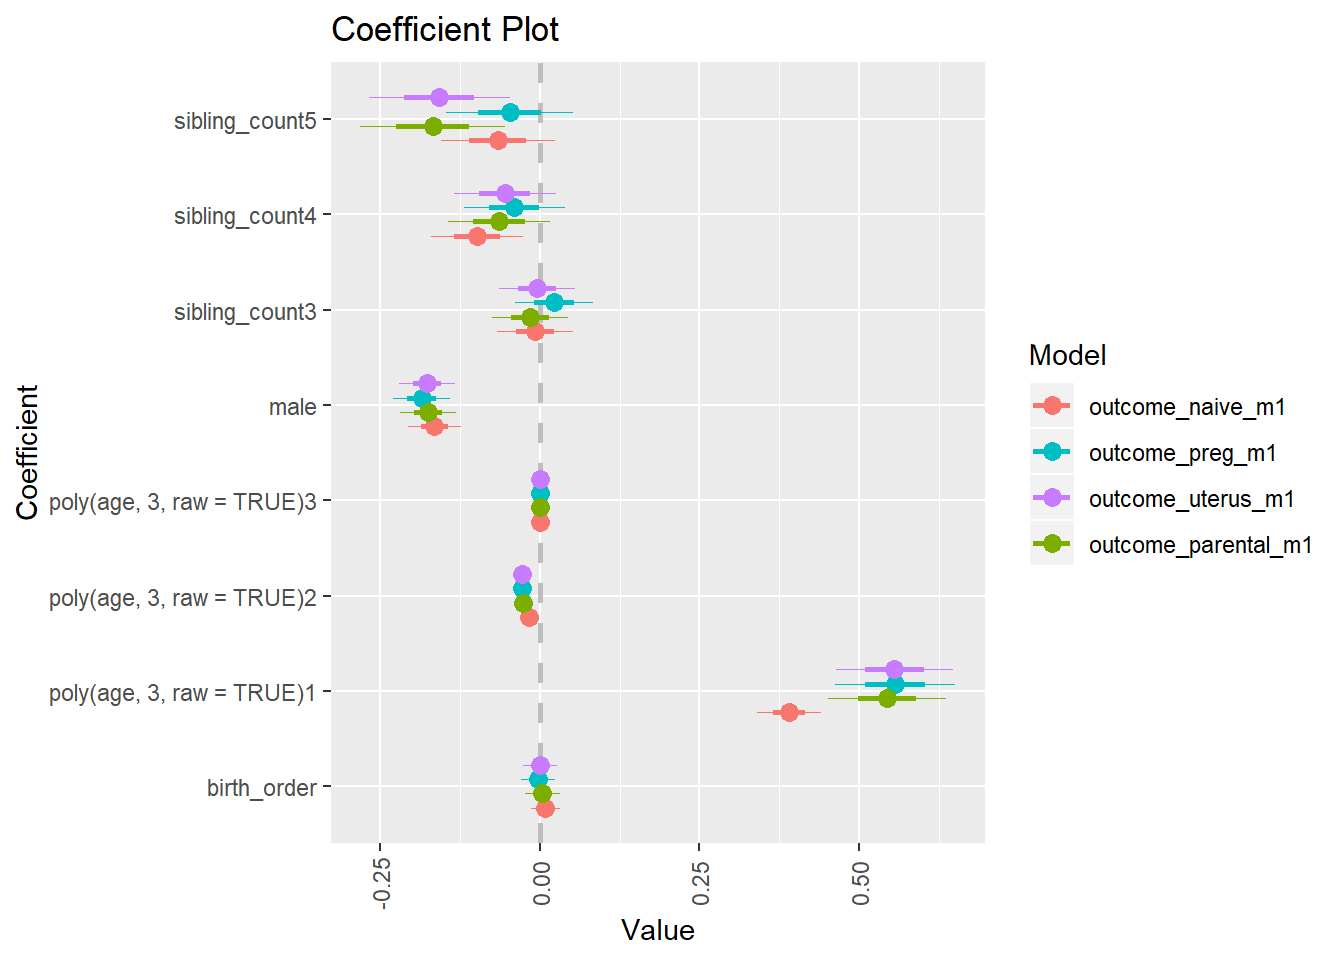 Coefficient Plot
sibling_count5
sibling_count4
sibling_count3
male
poly(age, 3, raw = TRUE)3
poly(age, 3, raw = TRUE)2
poly(age, 3, raw = TRUE)1
birth_order
Coefficient
-0.25
0.00
0.25
0.50
Value
Model
outcome_naive_m1
outcome_preg_m1
outcome_uterus_m1
outcome_parental_m1